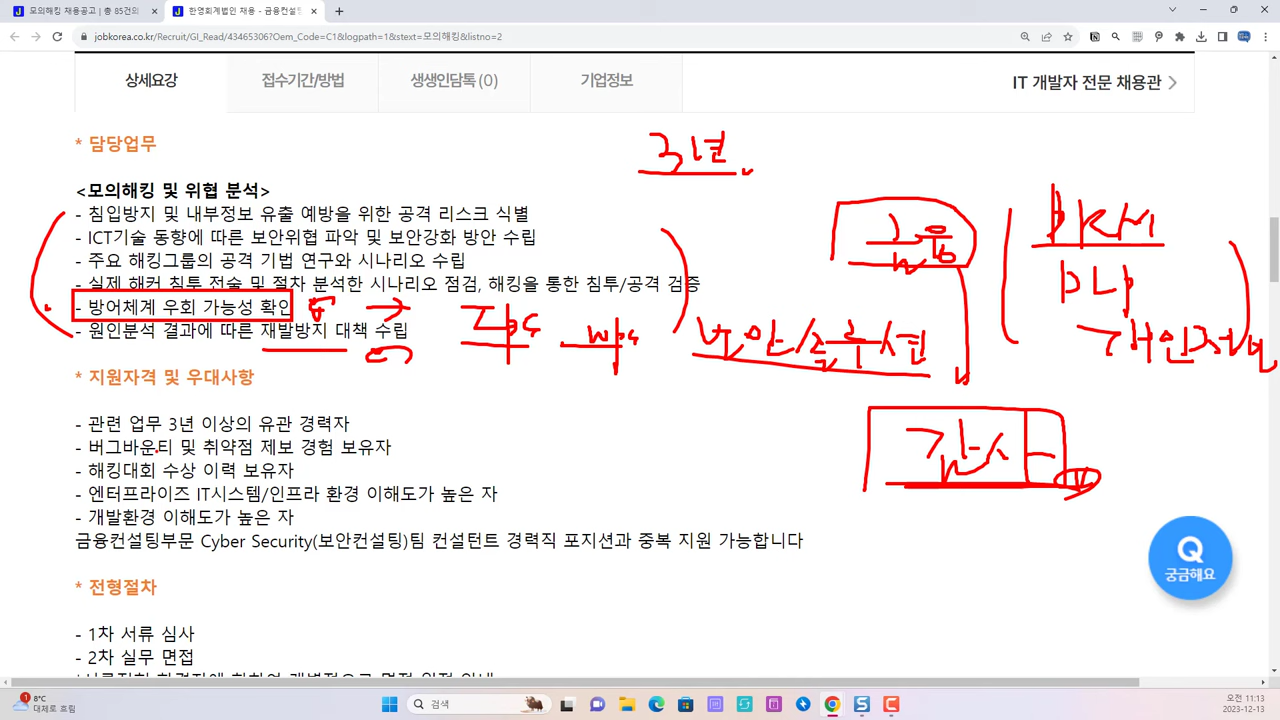 모의해킹 채용공고 | 총 85건의
한영회계법인 채용 - 금융컨설팅
jobkorea.co.kr/Recruit/GI_Read/43465306?Oem_Code=C1&logpath=1&stext=모의해킹&listno=2
상세요강 접수기간/방법 생생인담톡(0) 기업정보 IT 개발자 전문 채용관
* 담당업무
3년
<모의해킹 및 위협 분석>
- 침입방지 및 내부정보 유출 예방을 위한 공격 리스크 식별
- ICT기술 동향에 따른 보안위협 파악 및 보안강화 방안 수립
- 주요 해킹그룹의 공격 기법 연구와 시나리오 수립
- 실제 해커 침투 전술 및 절차 분석한 시나리오 점검, 해킹을 통한 침투/공격 검증
- 방어체계 우회 가능성 확인
- 원인분석 결과에 따른 재발방지 대책 수립
금융
DRM
DLP
* 지원자격 및 우대사항
- 관련 업무 3년 이상의 유관 경력자
- 버그바운티 및 취약점 제보 경험 보유자
- 해킹대회 수상 이력 보유자
- 엔터프라이즈 IT시스템/인프라 환경 이해도가 높은 자
- 개발환경 이해도가 높은 자
금융컨설팅부문 Cyber Security(보안컨설팅)팀 컨설턴트 경력직 포지션과 중복 지원 가능합니다
궁금해요
* 전형절차
- 1차 서류 심사
- 2차 실무 면접
1
8°C
대체로 흐림
검색
오전 11:13
2023-12-13